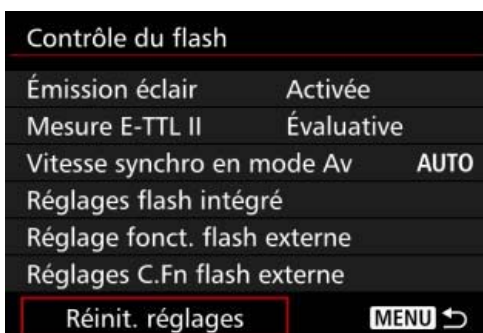 Contrôle du flash
Émission éclair Activée
Mesure E-TTL II Évaluative
Vitesse synchro en mode Av AUTO
Réglages flash intégré
Réglage fonct. flash externe
Réglages C.Fn flash externe
Réinit. réglages MENU